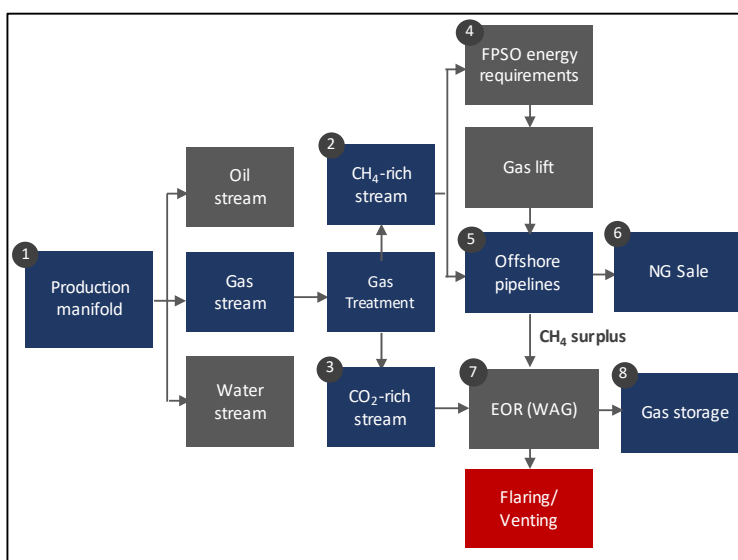 1
Production
manifold
Oil
stream
Gas
stream
Water
stream
2
CH₄-rich
stream
Gas
Treatment
3
CO₂-rich
stream
4
FPSO energy
requirements
Gas lift
5
Offshore
pipelines
6
NG Sale
CH₄ surplus
7
EOR (WAG)
8
Gas storage
Flaring/
Venting